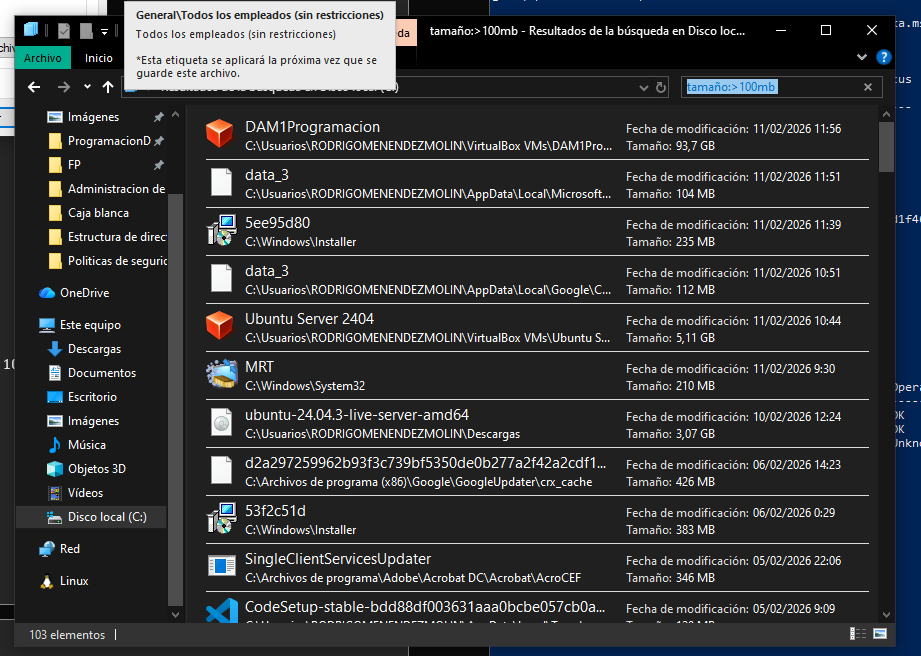 General\Todos los empleados (sin restricciones)
Todos los empleados (sin restricciones)
*Esta etiqueta se aplicará la próxima vez que se
guarde este archivo.
tamaño:>100mb - Resultados de la búsqueda en Disco loc...
Archivo
Inicio
tamaño:>100mb
Imágenes
ProgramacionD
FP
Administracion de
Caja blanca
Estructura de direc
Politicas de seguric
OneDrive
Este equipo
Descargas
Documentos
Escritorio
Imágenes
Música
Objetos 3D
Vídeos
Disco local (C:)
Red
Linux
DAM1Programacion
C:\Usuarios\RODRIGOMENENDEZMOLIN\VirtualBox VMs\DAM1Pro...
Fecha de modificación: 11/02/2026 11:56
Tamaño: 93,7 GB
data_3
C:\Usuarios\RODRIGOMENENDEZMOLIN\AppData\Local\Microsoft...
Fecha de modificación: 11/02/2026 11:51
Tamaño: 104 MB
5ee95d80
C:\Windows\Installer
Fecha de modificación: 11/02/2026 11:39
Tamaño: 235 MB
data_3
C:\Usuarios\RODRIGOMENENDEZMOLIN\AppData\Local\Google\C...
Fecha de modificación: 11/02/2026 10:51
Tamaño: 112 MB
Ubuntu Server 2404
C:\Usuarios\RODRIGOMENENDEZMOLIN\VirtualBox VMs\Ubuntu S...
Fecha de modificación: 11/02/2026 10:44
Tamaño: 5,11 GB
MRT
C:\Windows\System32
Fecha de modificación: 11/02/2026 9:30
Tamaño: 210 MB
ubuntu-24.04.3-live-server-amd64
C:\Usuarios\RODRIGOMENENDEZMOLIN\Descargas
Fecha de modificación: 10/02/2026 12:24
Tamaño: 3,07 GB
d2a297259962b93f3c739bf5350de0b277a2f42a2cdf1...
C:\Archivos de programa (x86)\Google\GoogleUpdater\crx_cache
Fecha de modificación: 06/02/2026 14:23
Tamaño: 426 MB
53f2c51d
C:\Windows\Installer
Fecha de modificación: 06/02/2026 0:29
Tamaño: 383 MB
SingleClientServicesUpdater
C:\Archivos de programa\Adobe\Acrobat DC\Acrobat\AcroCEF
Fecha de modificación: 05/02/2026 22:06
Tamaño: 346 MB
CodeSetup-stable-bdd88df003631aaa0bcbe057cb0a...
Fecha de modificación: 05/02/2026 9:09
103 elementos